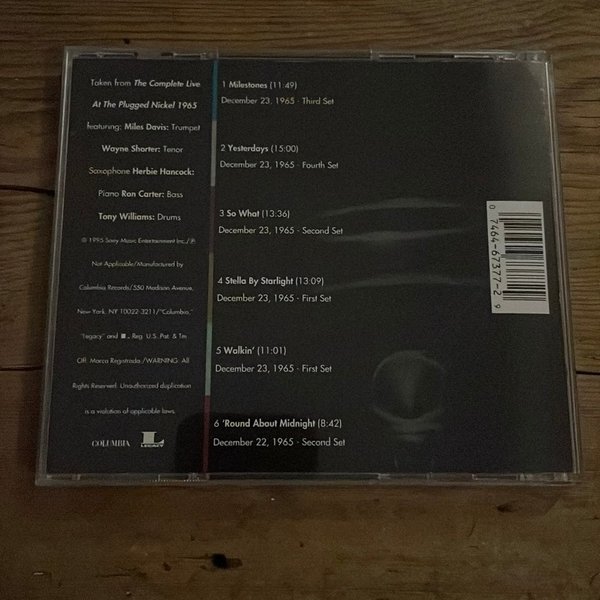 Taken from The Complete Live
At The Plugged Nickel 1965
featuring: Miles Davis: Trumpet
Wayne Shorter: Tenor
Saxophone Herbie Hancock:
Piano Ron Carter: Bass
Tony Williams: Drums
© 1995 Sony Music Entertainment Inc./℗
Not Applicable/Manufactured by
Columbia Records/550 Madison Avenue,
New York, NY 10022-3211/"Columbia,"
"Legacy" and L Reg. U.S. Pat. & Tm.
Off. Marca Registrada./WARNING: All
Rights Reserved. Unauthorized duplication
is a violation of applicable laws.
COLUMBIA
L LEGACY
1 Milestones (11:49)
December 23, 1965 · Third Set
2 Yesterdays (15:00)
December 23, 1965 · Fourth Set
3 So What (13:36)
December 23, 1965 · Second Set
4 Stella By Starlight (13:09)
December 23, 1965 · First Set
5 Walkin' (11:01)
December 23, 1965 · First Set
6 'Round About Midnight (8:42)
December 22, 1965 · Second Set
0 7464-67377-2 9